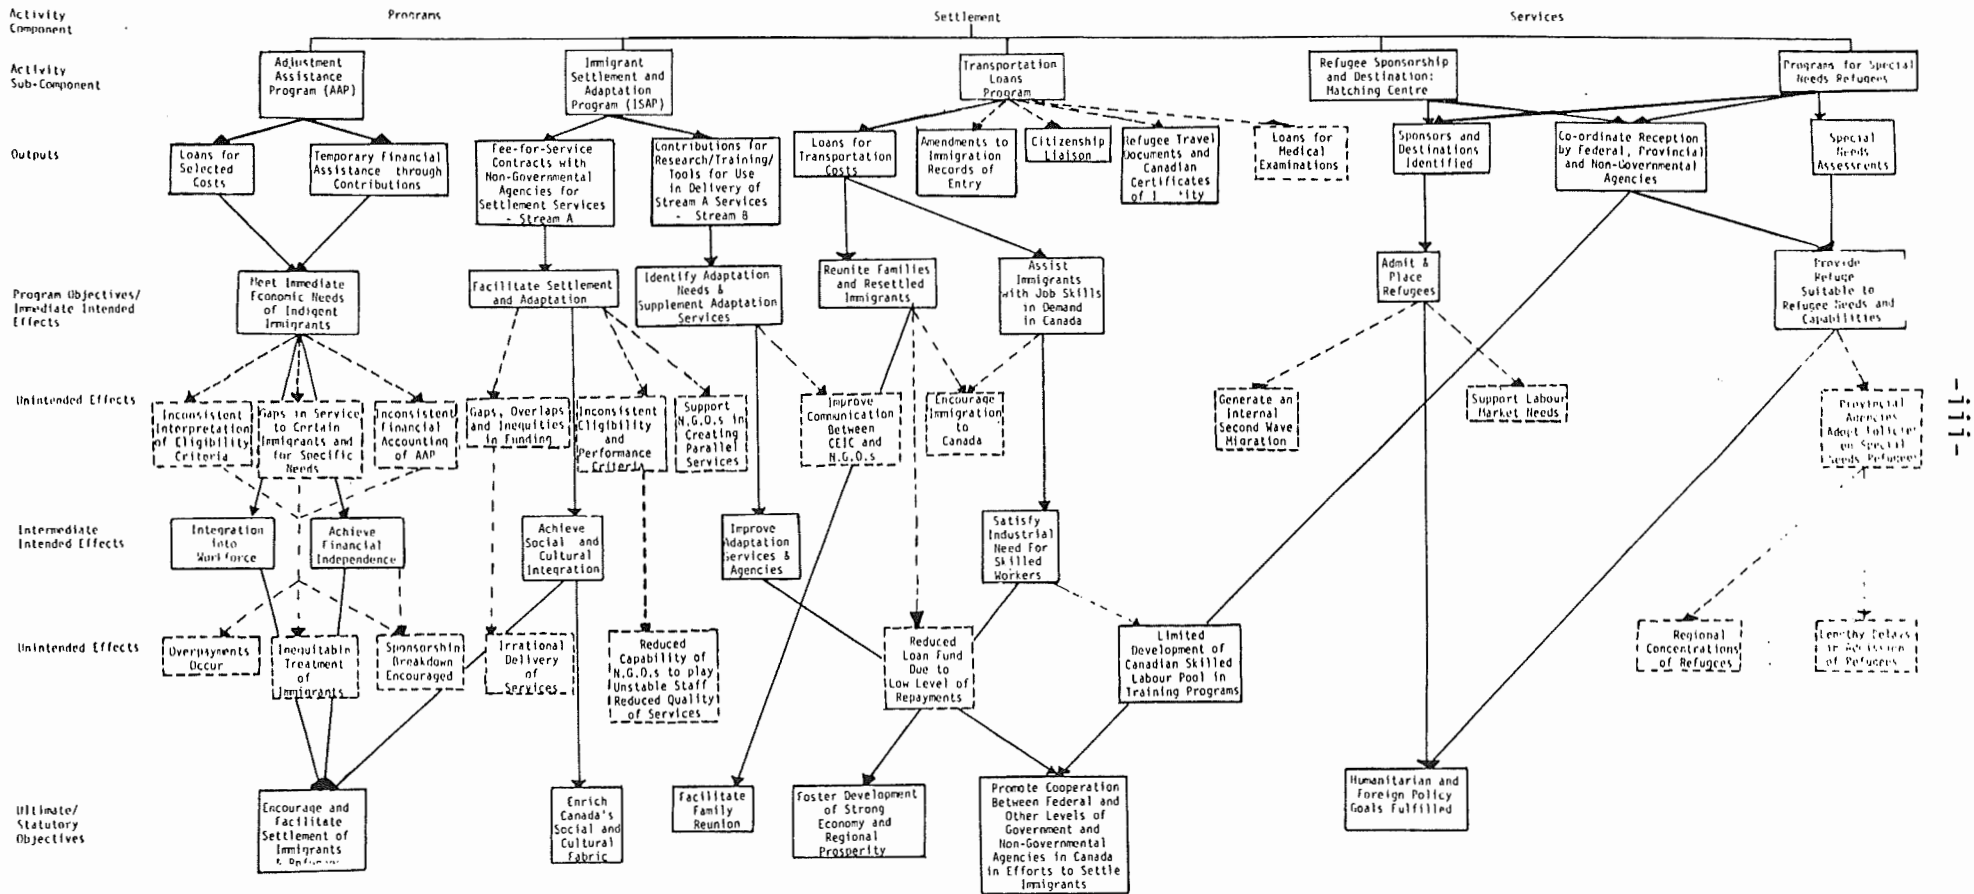 Activity
Component
Programs
Settlement
Services
Activity
Sub-Component
Adjustment
Assistance
Program (AAP)
Immigrant
Settlement and
Adaptation
Program (ISAP)
Transportation
Loans
Program
Refugee Sponsorship
and Destination:
Matching Centre
Programs for Special
Needs Refugees
Outputs
Loans for
Selected
Costs
Temporary Financial
Assistance through
Contributions
Fee-for-Service
Contracts with
Non-Governmental
Agencies for
Settlement Services
- Stream A
Contributions for
Research/Training/
Tools for Use
in Delivery of
Stream A Services
- Stream B
Loans for
Transportation
Costs
Amendments to
Immigration
Records of
Entry
Citizenship
Liaison
Refugee Travel
Documents and
Canadian
Certificates
of
Loans for
Medical
Examinations
Sponsors and
Destinations
Identified
Co-ordinate Reception
by Federal, Provincial
and Non-Governmental
Agencies
Special
Needs
Assessments
Program Objectives/
Immediate Intended
Effects
Meet Immediate
Economic Needs
Of Indigent
Immigrants
Facilitate Settlement
and Adaptation
Identify Adaptation
Needs &
Supplement Adaptation
Services
Reunite Families
and Resettled
Immigrants
Assist
Immigrants
with Job Skills
in Demand
in Canada
Admit &
Place
Refugees
Provide
Refuge
Suitable to
Refugee Needs and
Capabilities
Unintended Effects
Inconsistent
Interpretation
of Eligibility
Criteria
Gaps in Service
to Certain
Immigrants and
for Specific
Needs
Inconsistent
Financial
Accounting
of AAP
Gaps, Overlaps
and Inequities
in Funding
Inconsistent
Eligibility
and
Performance
Criteria
Support
N.G.O.s in
Creating
Parallel
Services
Improve
Communication
Between
CEIC and
N.G.O.s
Encourage
Immigration
to
Canada
Generate an
Internal
Second Wave
Migration
Support Labour
Market Needs
Provincial
Agencies
Adopt Policies
on Special
Needs Refugees
Intermediate
Intended Effects
Integration
into
Workforce
Achieve
Financial
Independence
Achieve
Social and
Cultural
Integration
Improve
Adaptation
Services &
Agencies
Satisfy
Industrial
Need For
Skilled
Workers
Unintended Effects
Overpayments
Occur
Inequitable
Treatment
of
Immigrants
Sponsorship
Breakdown
Encouraged
Irrational
Delivery
of
Services
Reduced
Capability of
N.G.O.s to play
Unstable Staff
Reduced Quality
of Services
Reduced
Loan Fund
Due to
Low Level of
Repayments
Limited
Development of
Canadian Skilled
Labour Pool in
Training Programs
Regional
Concentrations
of Refugees
Lengthy Delays
in Admission
of Refugees
Ultimate/
Statutory
Objectives
Encourage and
Facilitate
Settlement of
Immigrants
Enrich
Canada's
Social and
Cultural
Fabric
Facilitate
Family
Reunion
Foster Development
of Strong
Economy and
Regional
Prosperity
Promote Cooperation
Between Federal and
Other Levels of
Government and
Non-Governmental
Agencies in Canada
in Efforts to Settle
Immigrants
Humanitarian and
Foreign Policy
Goals Fulfilled